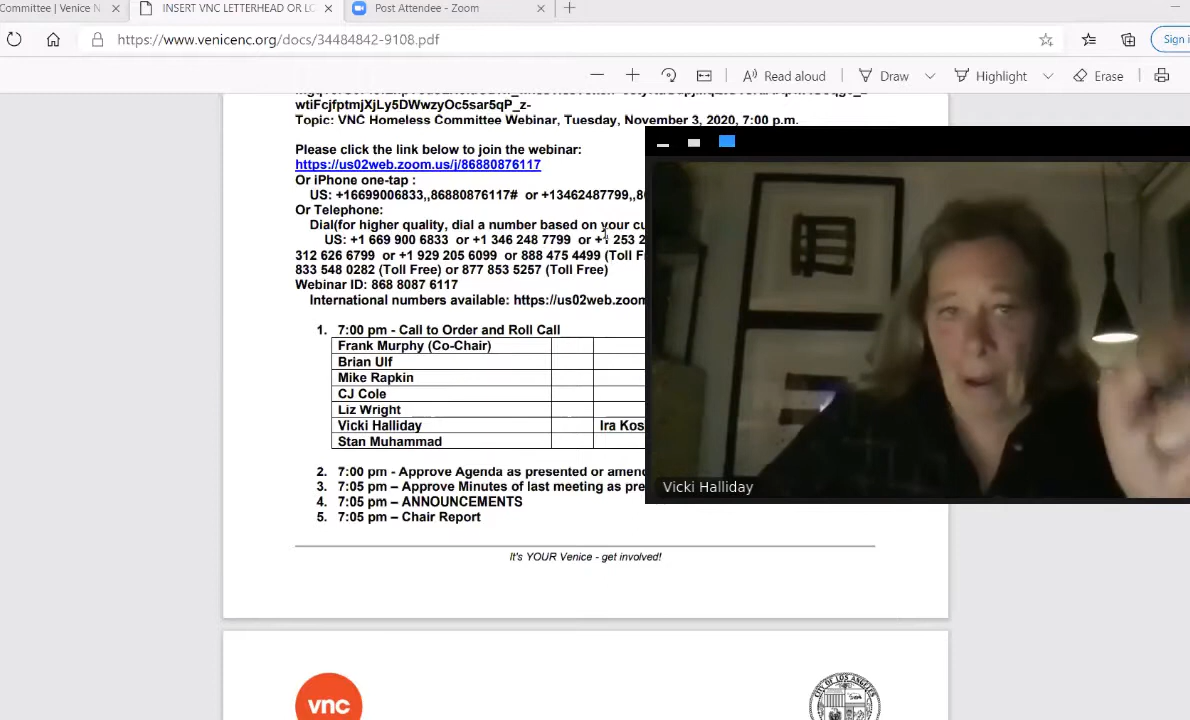 Committee | Venice N
INSERT VNC LETTERHEAD OR LO
Post Attendee - Zoom
https://www.venicenc.org/docs/34484842-9108.pdf
Sign i
Read aloud
Draw
Highlight
Erase
wtiFcjfptmjXjLy5DWwzyOc5sar5qP_z-
Topic: VNC Homeless Committee Webinar, Tuesday, November 3, 2020, 7:00 p.m.
Please click the link below to join the webinar:
https://us02web.zoom.us/j/86880876117
Or iPhone one-tap :
US: +16699006833,,86880876117# or +13462487799,,8
Or Telephone:
Dial(for higher quality, dial a number based on your cu
US: +1 669 900 6833 or +1 346 248 7799 or +1 253 2
312 626 6799 or +1 929 205 6099 or 888 475 4499 (Toll F
833 548 0282 (Toll Free) or 877 853 5257 (Toll Free)
Webinar ID: 868 8087 6117
International numbers available: https://us02web.zoom
1. 7:00 pm - Call to Order and Roll Call
Frank Murphy (Co-Chair)
Brian Ulf
Mike Rapkin
CJ Cole
Liz Wright
Vicki Halliday Ira Kos
Stan Muhammad
2. 7:00 pm - Approve Agenda as presented or amen
3. 7:05 pm – Approve Minutes of last meeting as pre
4. 7:05 pm – ANNOUNCEMENTS
5. 7:05 pm – Chair Report
Vicki Halliday
It's YOUR Venice - get involved!
vnc
CITY OF LOS ANGELES